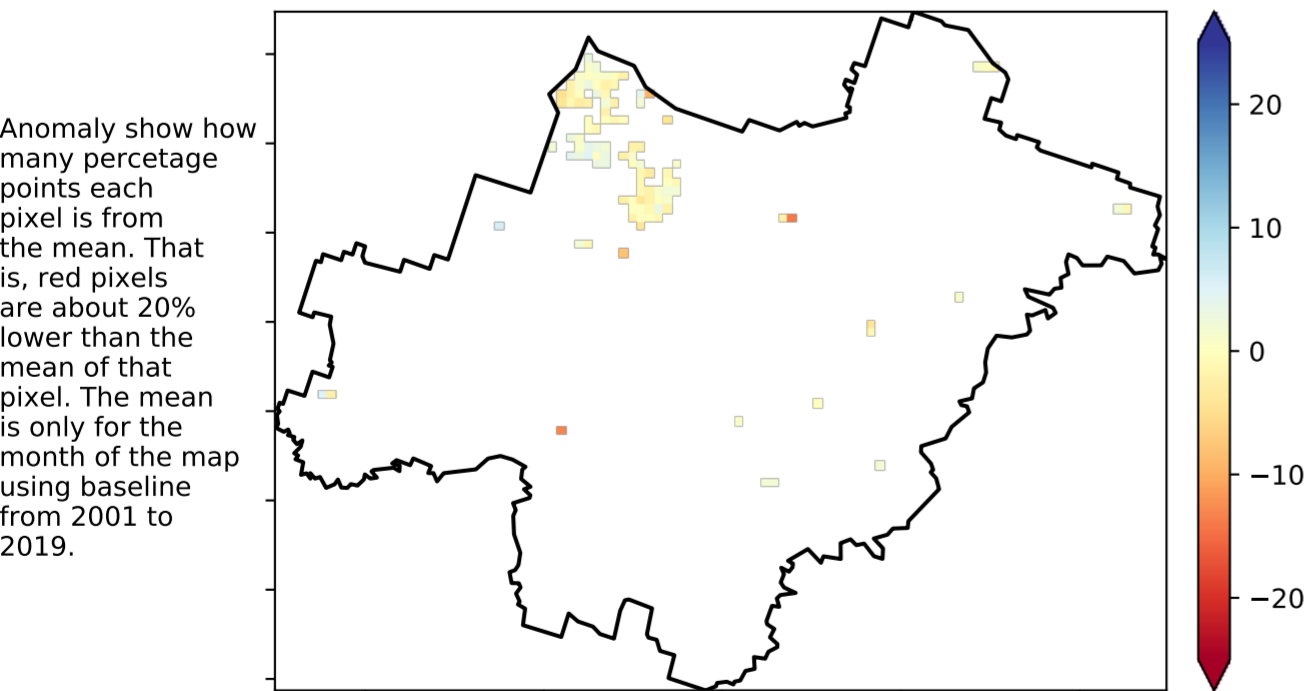 Anomaly show how
many percetage
points each
pixel is from
the mean. That
is, red pixels
are about 20%
lower than the
mean of that
pixel. The mean
is only for the
month of the map
using baseline
from 2001 to
2019.
20
10
0
−10
−20